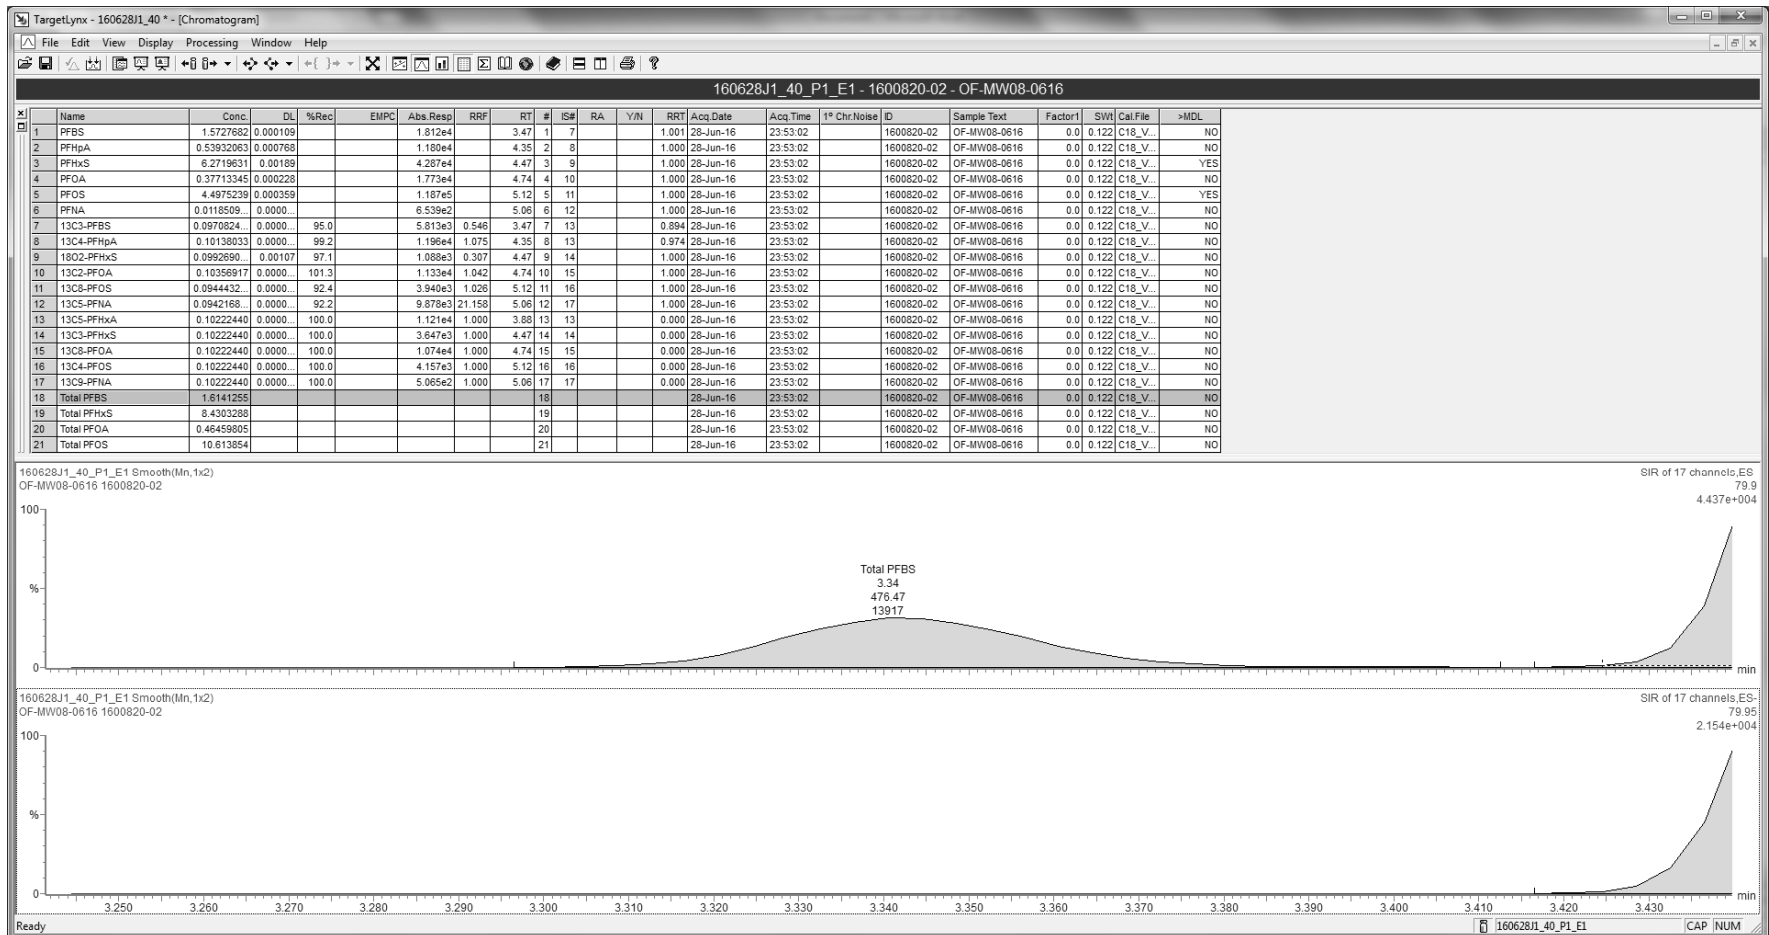 TargetLynx - 160628J1_40 * - [Chromatogram]
File Edit View Display Processing Window Help
160628J1_40_P1_E1 - 1600820-02 - OF-MW08-0616
Name Conc. DL %Rec EMPC Abs.Resp RRF RT # IS# RA Y/N RRT Acq.Date Acq.Time 1º Chr.Noise ID Sample Text Factor1 SWt Cal.File >MDL
1 PFBS 1.5727682 0.000109 1.812e4 3.47 1 7 1.001 28-Jun-16 23:53:02 1600820-02 OF-MW08-0616 0.0 0.122 C18_V... NO
2 PFHpA 0.53932063 0.000768 1.180e4 4.35 2 8 1.000 28-Jun-16 23:53:02 1600820-02 OF-MW08-0616 0.0 0.122 C18_V... NO
3 PFHxS 6.2719631 0.00189 4.287e4 4.47 3 9 1.000 28-Jun-16 23:53:02 1600820-02 OF-MW08-0616 0.0 0.122 C18_V... YES
4 PFOA 0.37713345 0.000228 1.773e4 4.74 4 10 1.000 28-Jun-16 23:53:02 1600820-02 OF-MW08-0616 0.0 0.122 C18_V... NO
5 PFOS 4.4975239 0.000359 1.187e5 5.12 5 11 1.000 28-Jun-16 23:53:02 1600820-02 OF-MW08-0616 0.0 0.122 C18_V... YES
6 PFNA 0.0118509... 0.0000... 6.539e2 5.06 6 12 1.000 28-Jun-16 23:53:02 1600820-02 OF-MW08-0616 0.0 0.122 C18_V... NO
7 13C3-PFBS 0.0970824... 0.0000... 95.0 5.813e3 0.546 3.47 7 13 0.894 28-Jun-16 23:53:02 1600820-02 OF-MW08-0616 0.0 0.122 C18_V... NO
8 13C4-PFHpA 0.10138033 0.0000... 99.2 1.196e4 1.075 4.35 8 13 0.974 28-Jun-16 23:53:02 1600820-02 OF-MW08-0616 0.0 0.122 C18_V... NO
9 18O2-PFHxS 0.0992690... 0.00107 97.1 1.088e3 0.307 4.47 9 14 1.000 28-Jun-16 23:53:02 1600820-02 OF-MW08-0616 0.0 0.122 C18_V... NO
10 13C2-PFOA 0.10356917 0.0000... 101.3 1.133e4 1.042 4.74 10 15 1.000 28-Jun-16 23:53:02 1600820-02 OF-MW08-0616 0.0 0.122 C18_V... NO
11 13C8-PFOS 0.0944432... 0.0000... 92.4 3.940e3 1.026 5.12 11 16 1.000 28-Jun-16 23:53:02 1600820-02 OF-MW08-0616 0.0 0.122 C18_V... NO
12 13C5-PFNA 0.0942168... 0.0000... 92.2 9.878e3 21.158 5.06 12 17 1.000 28-Jun-16 23:53:02 1600820-02 OF-MW08-0616 0.0 0.122 C18_V... NO
13 13C5-PFHxA 0.10222440 0.0000... 100.0 1.121e4 1.000 3.88 13 13 0.000 28-Jun-16 23:53:02 1600820-02 OF-MW08-0616 0.0 0.122 C18_V... NO
14 13C3-PFHxS 0.10222440 0.0000... 100.0 3.647e3 1.000 4.47 14 14 0.000 28-Jun-16 23:53:02 1600820-02 OF-MW08-0616 0.0 0.122 C18_V... NO
15 13C8-PFOA 0.10222440 0.0000... 100.0 1.074e4 1.000 4.74 15 15 0.000 28-Jun-16 23:53:02 1600820-02 OF-MW08-0616 0.0 0.122 C18_V... NO
16 13C4-PFOS 0.10222440 0.0000... 100.0 4.157e3 1.000 5.12 16 16 0.000 28-Jun-16 23:53:02 1600820-02 OF-MW08-0616 0.0 0.122 C18_V... NO
17 13C9-PFNA 0.10222440 0.0000... 100.0 5.065e2 1.000 5.06 17 17 0.000 28-Jun-16 23:53:02 1600820-02 OF-MW08-0616 0.0 0.122 C18_V... NO
18 Total PFBS 1.6141255 18 28-Jun-16 23:53:02 1600820-02 OF-MW08-0616 0.0 0.122 C18_V... NO
19 Total PFHxS 8.4303288 19 28-Jun-16 23:53:02 1600820-02 OF-MW08-0616 0.0 0.122 C18_V... NO
20 Total PFOA 0.46459805 20 28-Jun-16 23:53:02 1600820-02 OF-MW08-0616 0.0 0.122 C18_V... NO
21 Total PFOS 10.613854 21 28-Jun-16 23:53:02 1600820-02 OF-MW08-0616 0.0 0.122 C18_V... NO
160628J1_40_P1_E1 Smooth(Mn,1x2) SIR of 17 channels,ES-
OF-MW08-0616 1600820-02 79.9
4.437e+004
100
Total PFBS
3.34
476.47
13917
%
0
min
160628J1_40_P1_E1 Smooth(Mn,1x2) SIR of 17 channels,ES-
OF-MW08-0616 1600820-02 79.95
2.154e+004
100
%
0
min
3.250 3.260 3.270 3.280 3.290 3.300 3.310 3.320 3.330 3.340 3.350 3.360 3.370 3.380 3.390 3.400 3.410 3.420 3.430
Ready 160628J1_40_P1_E1 CAP NUM